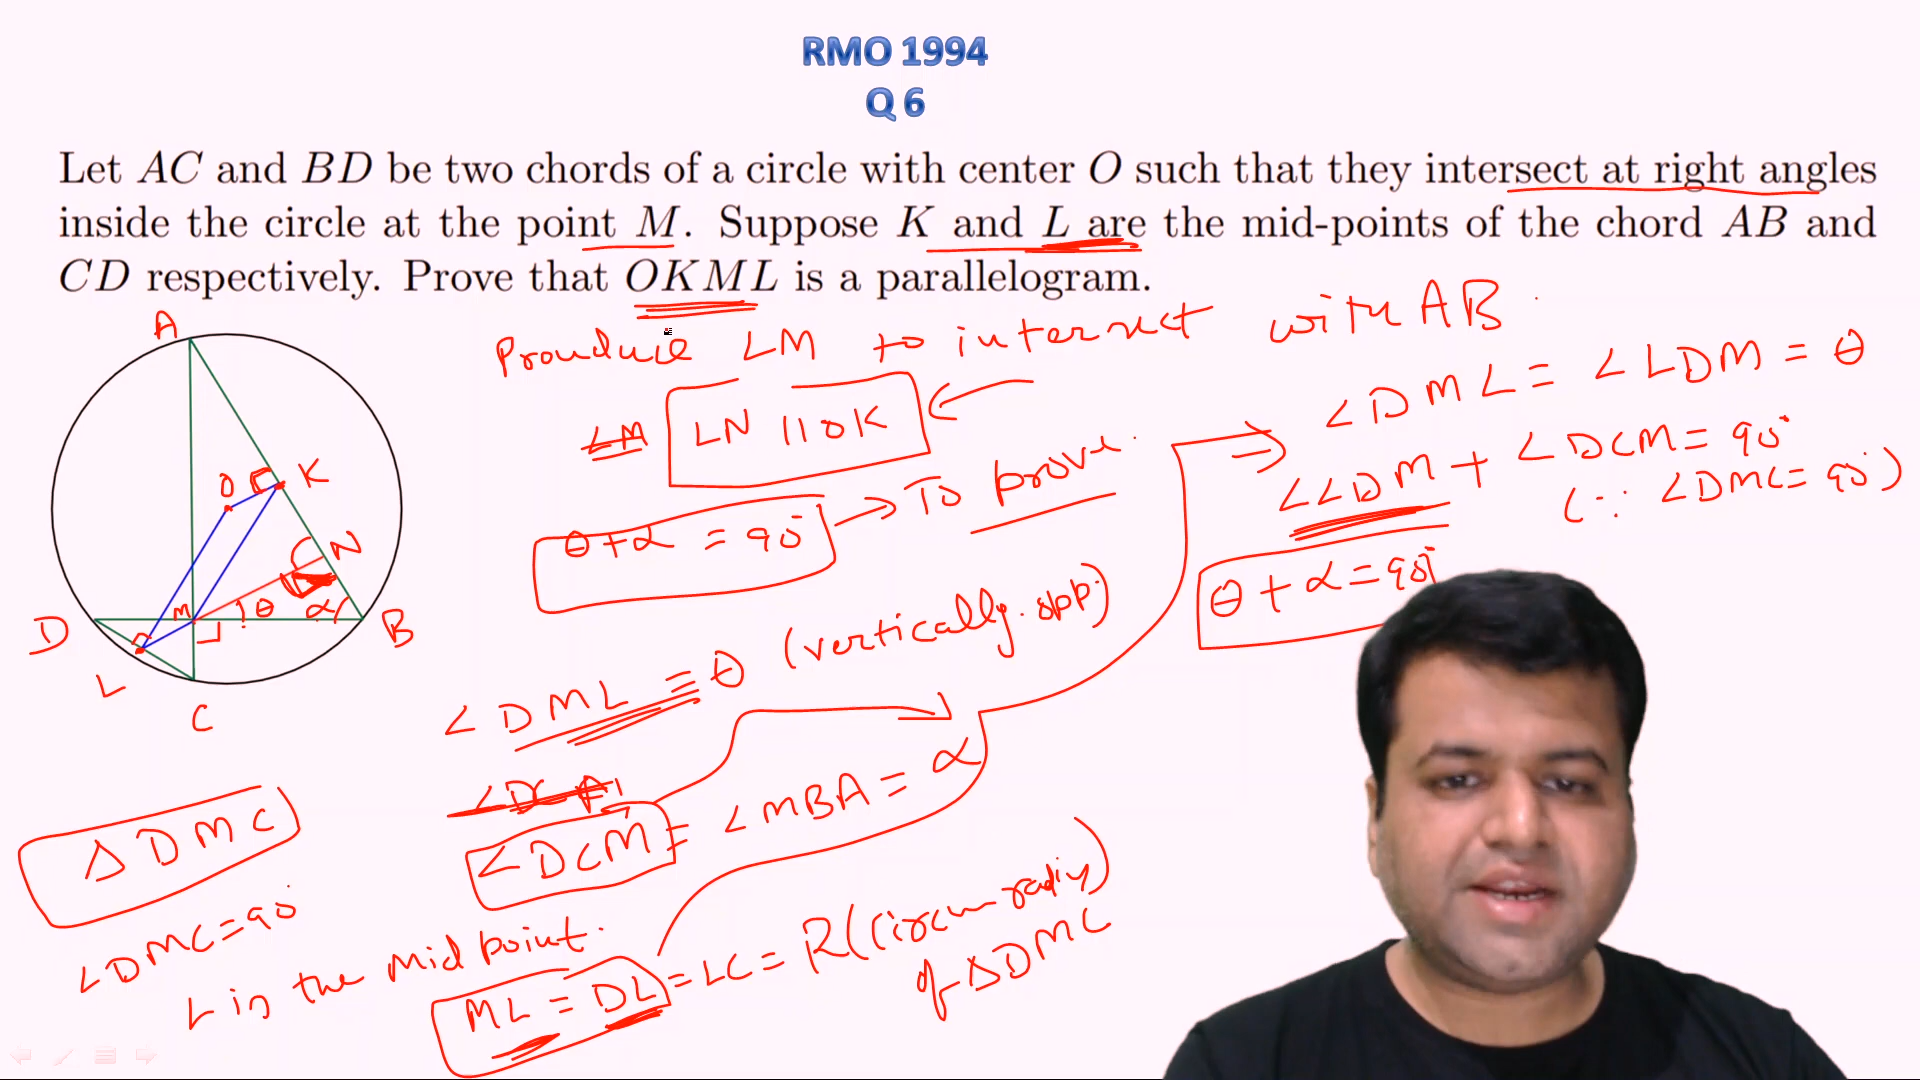 RMO 1994
Q 6
Let AC and BD be two chords of a circle with center O such that they intersect at right angles
inside the circle at the point M. Suppose K and L are the mid-points of the chord AB and
CD respectively. Prove that OKML is a parallelogram.
A
O
K
N
M
θ
α
D
B
L
C
Prouduce LM to intersect with AB.
LM
LN || OK
θ+α = 90°
To prove.
∠DML = θ (vertically. opp.)
∠DCM = ∠MBA = α
∠DML = ∠LDM = θ
∠LDM + ∠DCM = 90°
(∵ ∠DMC = 90°)
θ + α = 90°
Δ DMC
∠DMC = 90°
L is the Mid point.
ML = DL = LC = R (circum-radius)
of ΔDMC